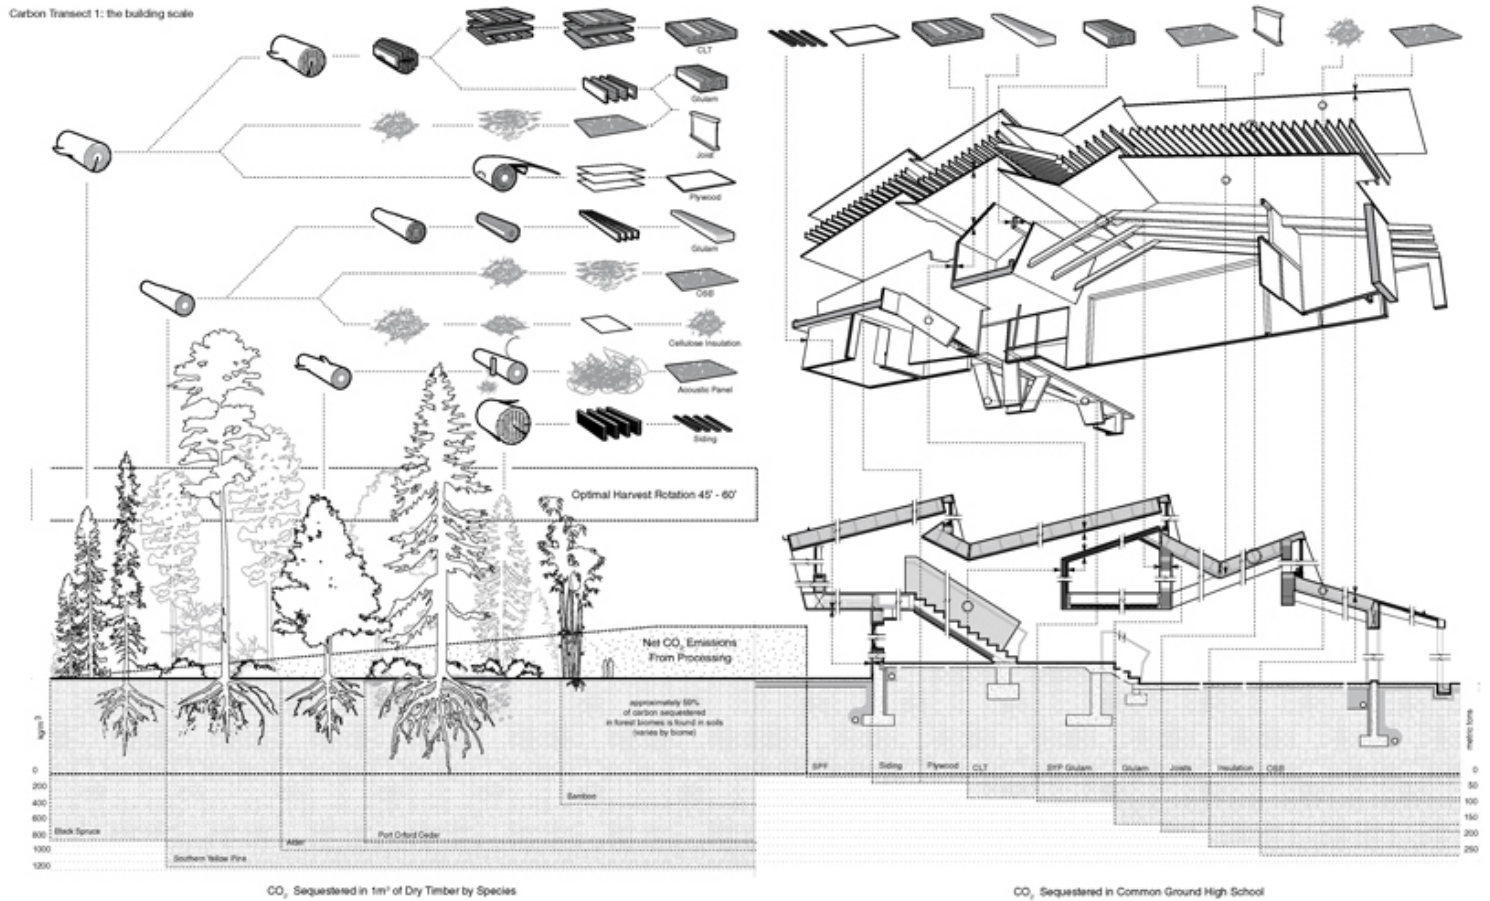 Carbon Transect 1: the building scale
CLT
Glulam
Joist
Plywood
Glulam
OSB
Cellulose Insulation
Acoustic Panel
Siding
Optimal Harvest Rotation 45' - 60'
Net CO₂ Emissions
From Processing
approximately 59%
of carbon sequestered
in forest biomes is found in soils
(varies by biome)
kg/m³
0
200
400
600
800
1000
1200
Black Spruce
Southern Yellow Pine
Alder
Port Orford Cedar
Bamboo
SPF
Siding
Plywood
CLT
SYP Glulam
Glulam
Joists
Insulation
OSB
metric tons
0
50
100
150
200
250
CO₂ Sequestered in 1m³ of Dry Timber by Species
CO₂ Sequestered in Common Ground High School